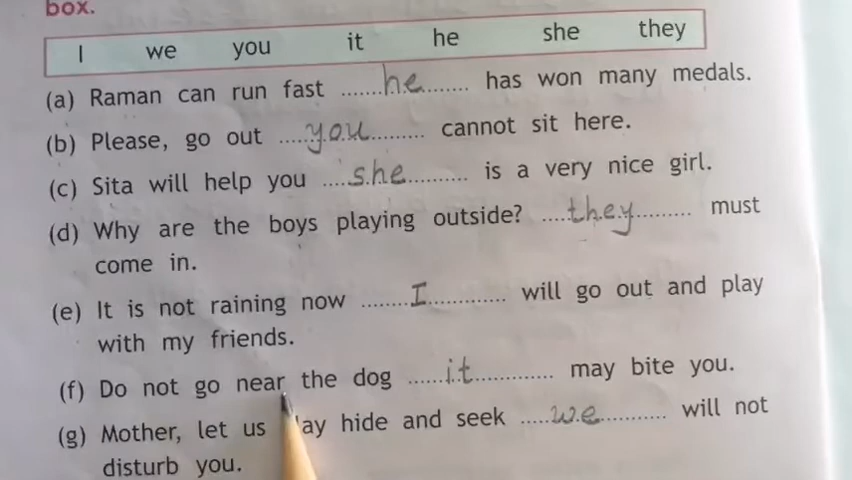 box.
I we you it he she they
(a) Raman can run fast .......he........ has won many medals.
(b) Please, go out .....you.......... cannot sit here.
(c) Sita will help you ....she.......... is a very nice girl.
(d) Why are the boys playing outside? ....they.......... must
come in.
(e) It is not raining now ........I............. will go out and play
with my friends.
(f) Do not go near the dog ......it.............. may bite you.
(g) Mother, let us lay hide and seek .....we............ will not
disturb you.